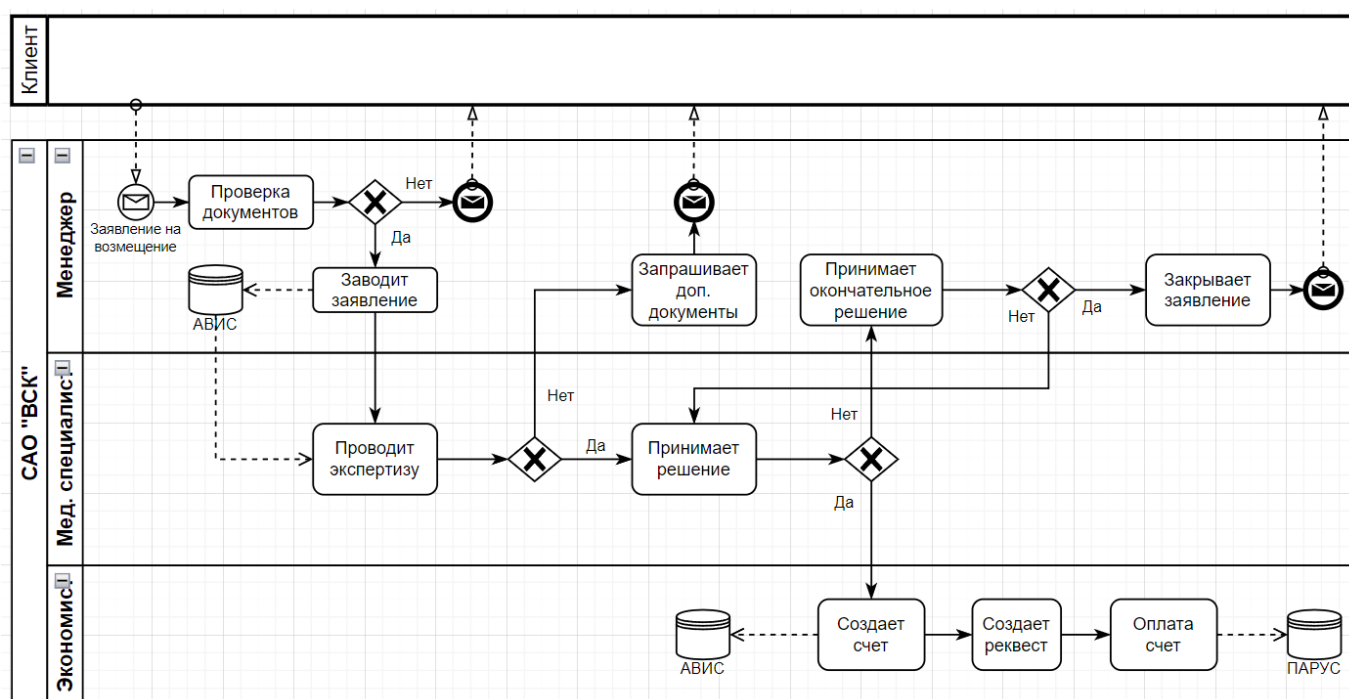 Клиент
САО "ВСК"
Менеджер
Заявление на
возмещение
Проверка
документов
Нет
Да
Заводит
заявление
АВИС
Запрашивает
доп.
документы
Принимает
окончательное
решение
Нет
Да
Закрывает
заявление
Мед. специалис
Проводит
экспертизу
Нет
Да
Принимает
решение
Нет
Да
Экономис
АВИС
Создает
счет
Создает
реквест
Оплата
счет
ПАРУС